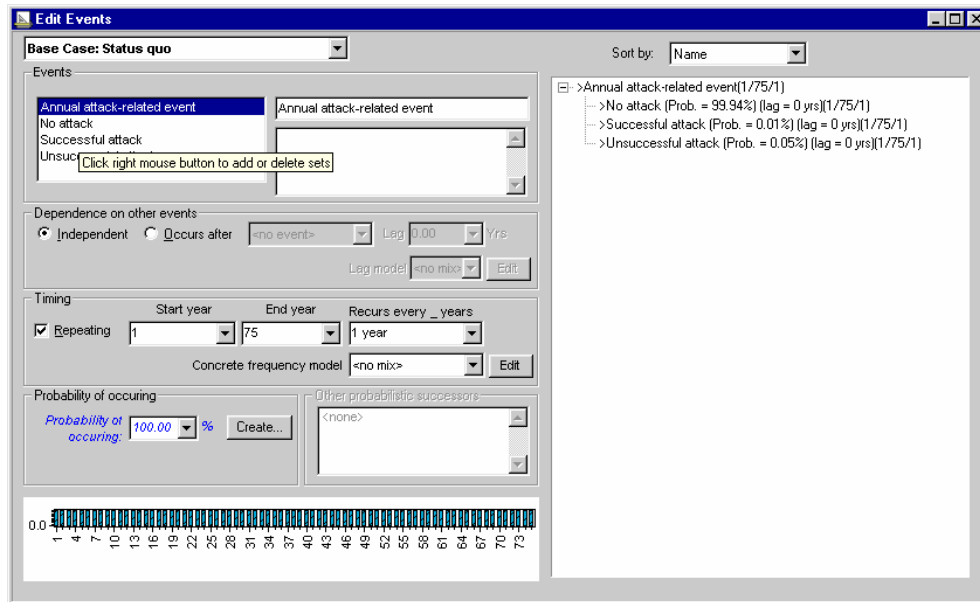 Edit Events
Base Case: Status quo
Sort by: Name
Events
Annual attack-related event
No attack
Successful attack
Click right mouse button to add or delete sets
Annual attack-related event
Dependence on other events
Independent Occurs after <no event> Lag 0.00 Yrs
Lag model <no mix> Edit
Timing
Start year End year Recurs every _ years
Repeating 1 75 1 year
Concrete frequency model <no mix> Edit
Probability of occuring
Probability of occuring: 100.00 % Create...
Other probabilistic successors
<none>
0.0
1 4 7 10 13 16 19 22 25 28 31 34 37 40 43 46 49 52 55 58 61 64 67 70 73
>Annual attack-related event(1/75/1)
>No attack (Prob. = 99.94%) (lag = 0 yrs)(1/75/1)
>Successful attack (Prob. = 0.01%) (lag = 0 yrs)(1/75/1)
>Unsuccessful attack (Prob. = 0.05%) (lag = 0 yrs)(1/75/1)